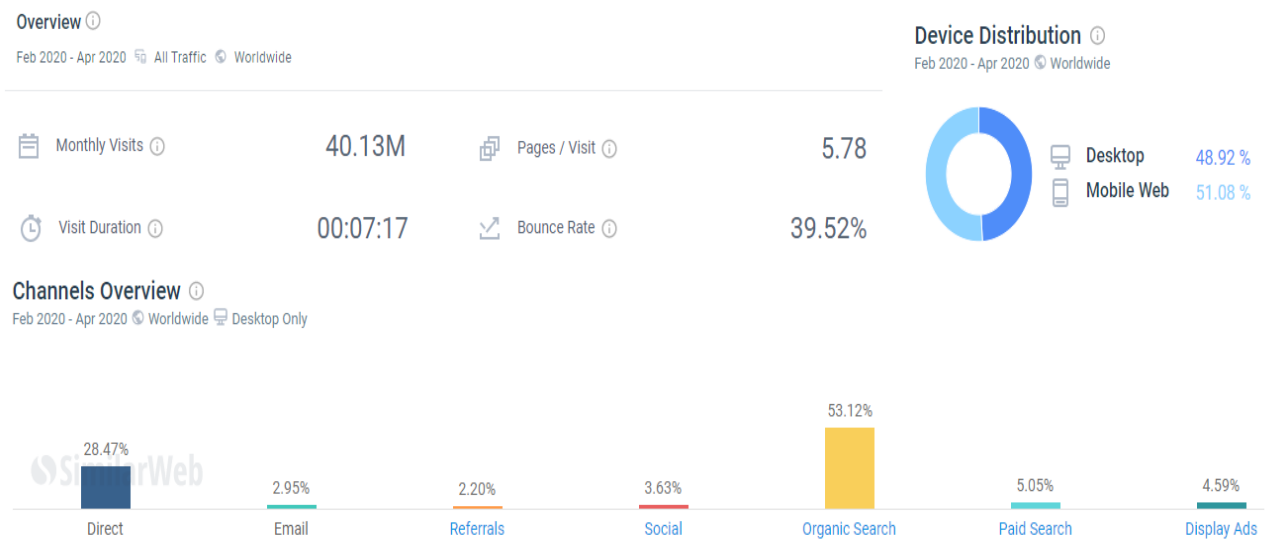 Overview
Feb 2020 - Apr 2020 All Traffic Worldwide
Monthly Visits 40.13M
Pages / Visit 5.78
Visit Duration 00:07:17
Bounce Rate 39.52%
Device Distribution
Feb 2020 - Apr 2020 Worldwide
Desktop 48.92 %
Mobile Web 51.08 %
Channels Overview
Feb 2020 - Apr 2020 Worldwide Desktop Only
28.47% 2.95% 2.20% 3.63% 53.12% 5.05% 4.59%
SimilarWeb
Direct Email Referrals Social Organic Search Paid Search Display Ads